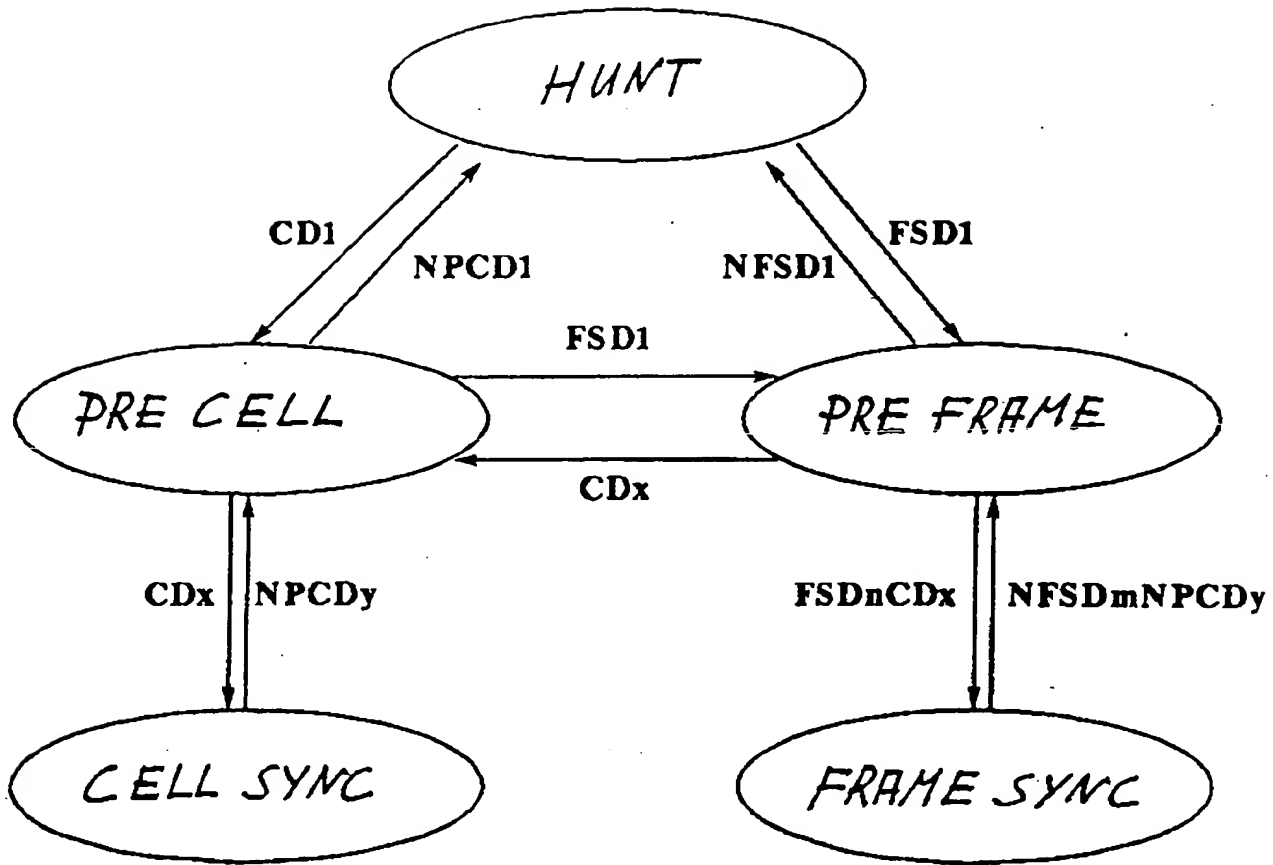 HUNT
CD1
NPCD1
NFSD1
FSD1
FSD1
PRE CELL
PRE FRAME
CDx
CDx
NPCDy
FSDnCDx
NFSDmNPCDy
CELL SYNC
FRAME SYNC